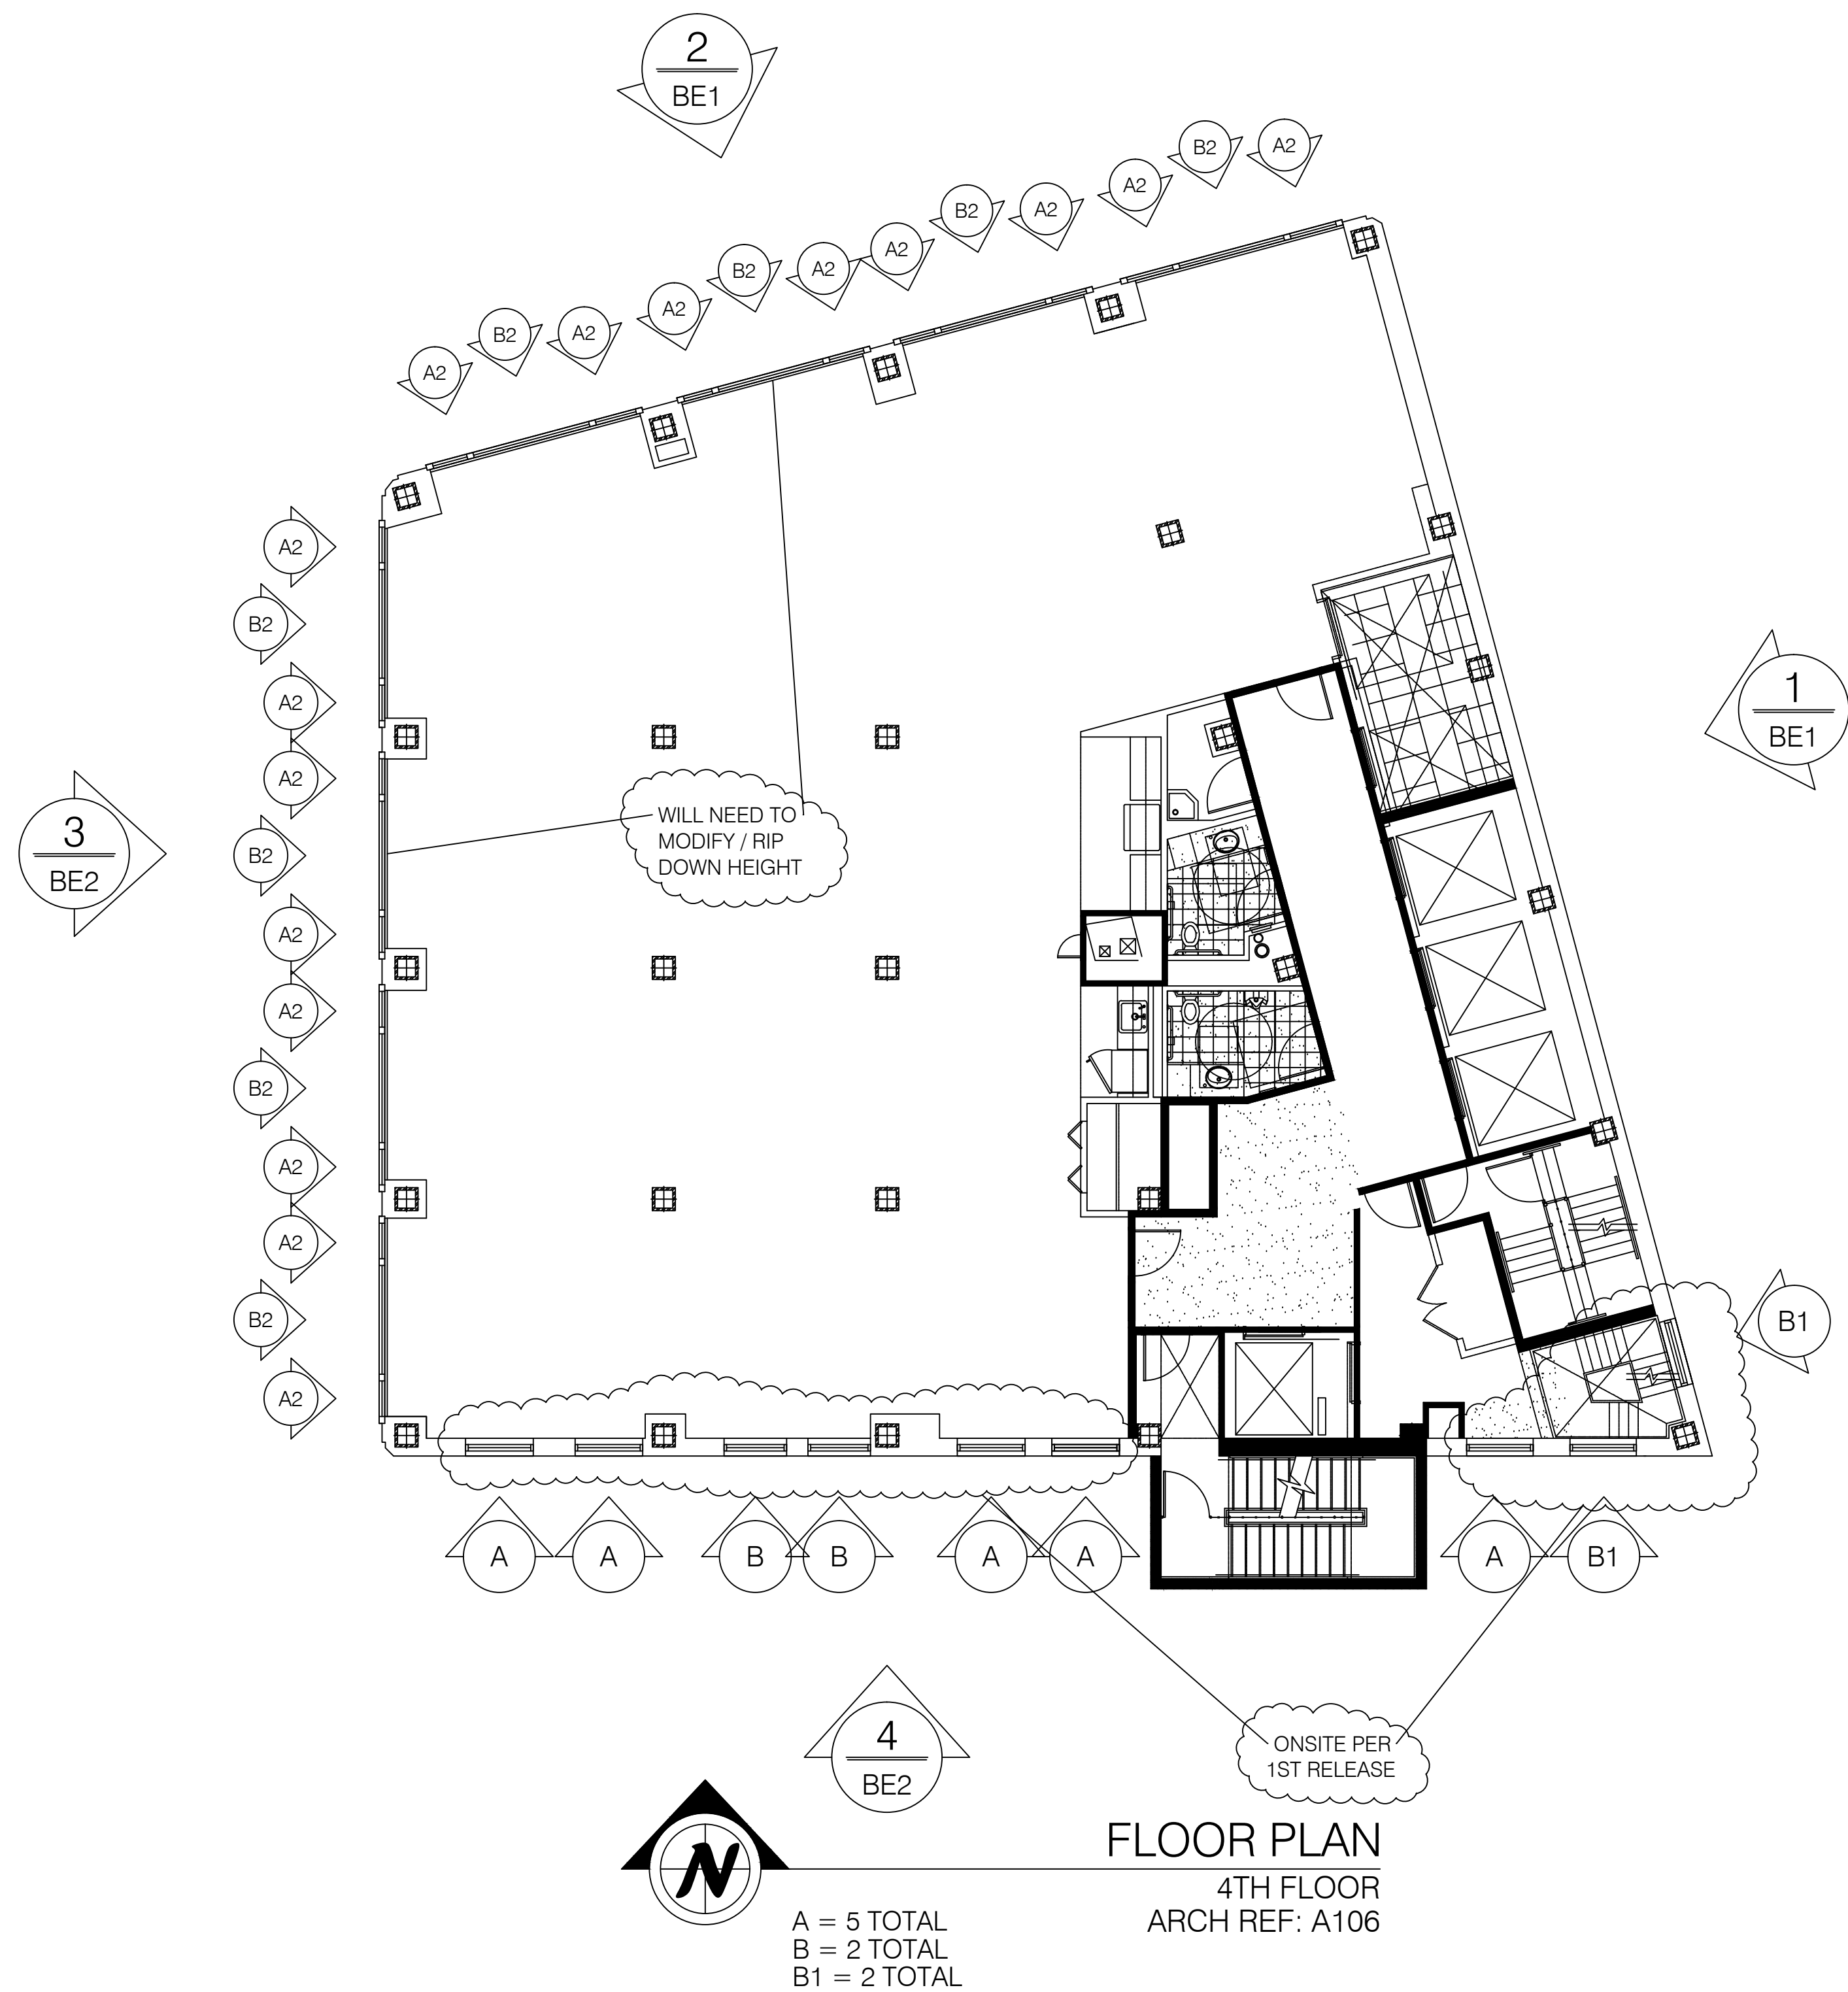 2
BE1
B2
A2
A2
B2
A2
A2
B2
A2
A2
B2
A2
A2
B2
A2
A2
A2
B2
A2
A2
B2
A2
A2
B2
A2
A2
B2
A2
1
BE1
3
BE2
WILL NEED TO
MODIFY / RIP
DOWN HEIGHT
B1
A
A
B
B
A
A
A
B1
4
BE2
ONSITE PER
1ST RELEASE
N
FLOOR PLAN
4TH FLOOR
ARCH REF: A106
A = 5 TOTAL
B = 2 TOTAL
B1 = 2 TOTAL